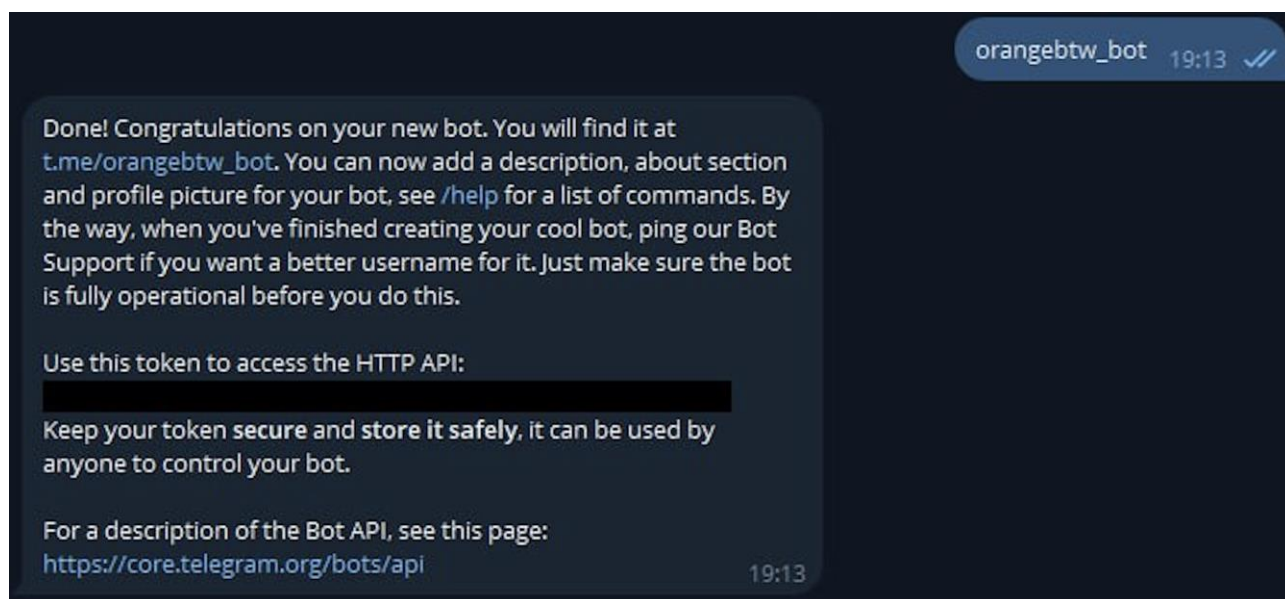 orangebtw_bot 19:13
Done! Congratulations on your new bot. You will find it at
t.me/orangebtw_bot. You can now add a description, about section
and profile picture for your bot, see /help for a list of commands. By
the way, when you've finished creating your cool bot, ping our Bot
Support if you want a better username for it. Just make sure the bot
is fully operational before you do this.
Use this token to access the HTTP API:
Keep your token secure and store it safely, it can be used by
anyone to control your bot.
For a description of the Bot API, see this page:
https://core.telegram.org/bots/api 19:13